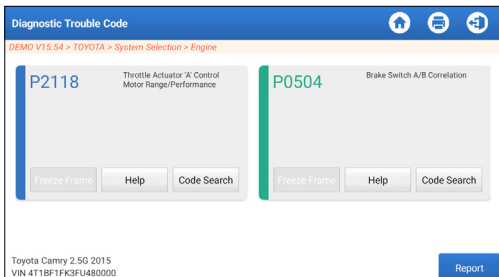 Diagnostic Trouble Code
DEMO V15.54 > TOYOTA > System Selection > Engine
P2118
Throttle Actuator 'A' Control
Motor Range/Performance
Freeze Frame
Help
Code Search
P0504
Brake Switch A/B Correlation
Freeze Frame
Help
Code Search
Toyota Camry 2.5G 2015
VIN 4T1BF1FK3FU480000
Report